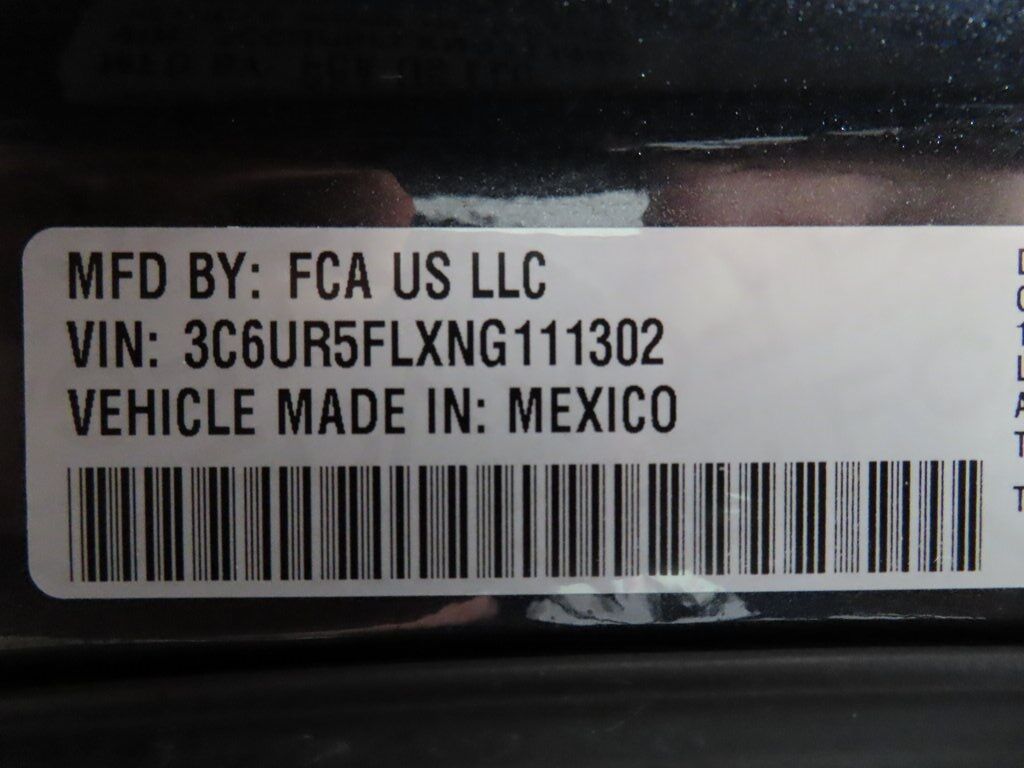 MFD BY: FCA US LLC
VIN: 3C6UR5FLXNG111302
VEHICLE MADE IN: MEXICO